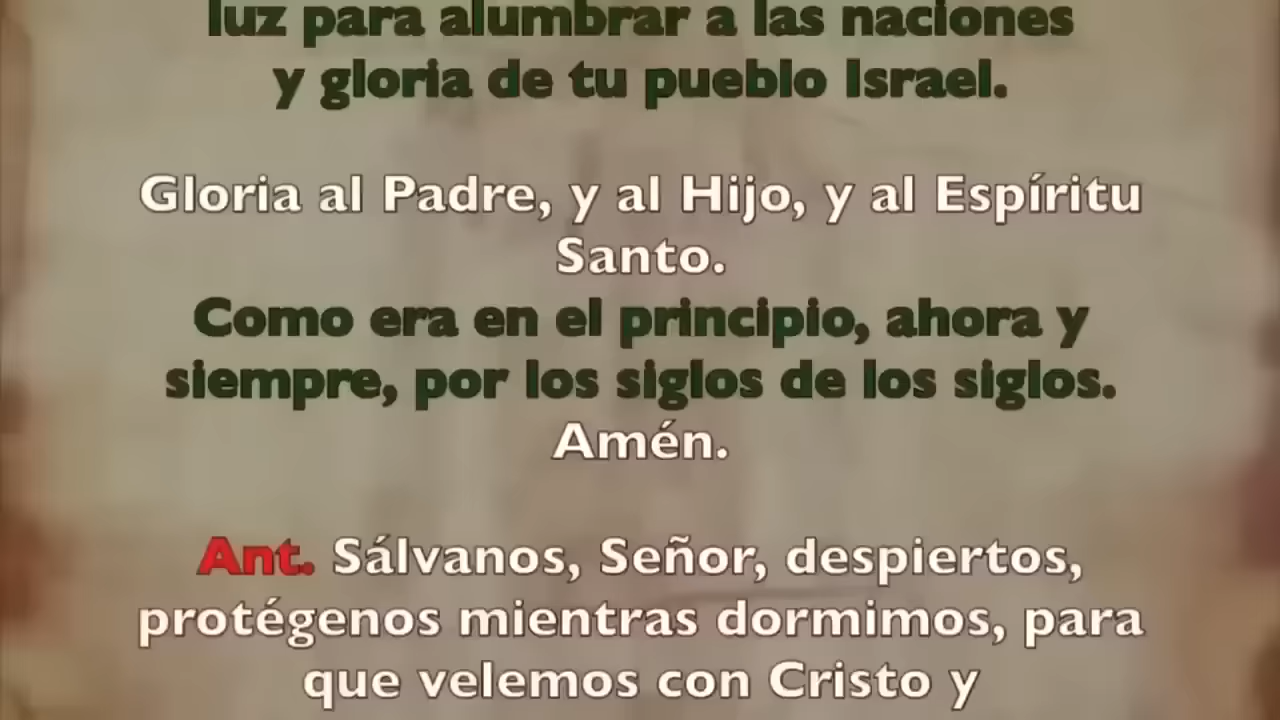 luz para alumbrar a las naciones
y gloria de tu pueblo Israel.
Gloria al Padre, y al Hijo, y al Espíritu
Santo.
Como era en el principio, ahora y
siempre, por los siglos de los siglos.
Amén.
Ant. Sálvanos, Señor, despiertos,
protégenos mientras dormimos, para
que velemos con Cristo y